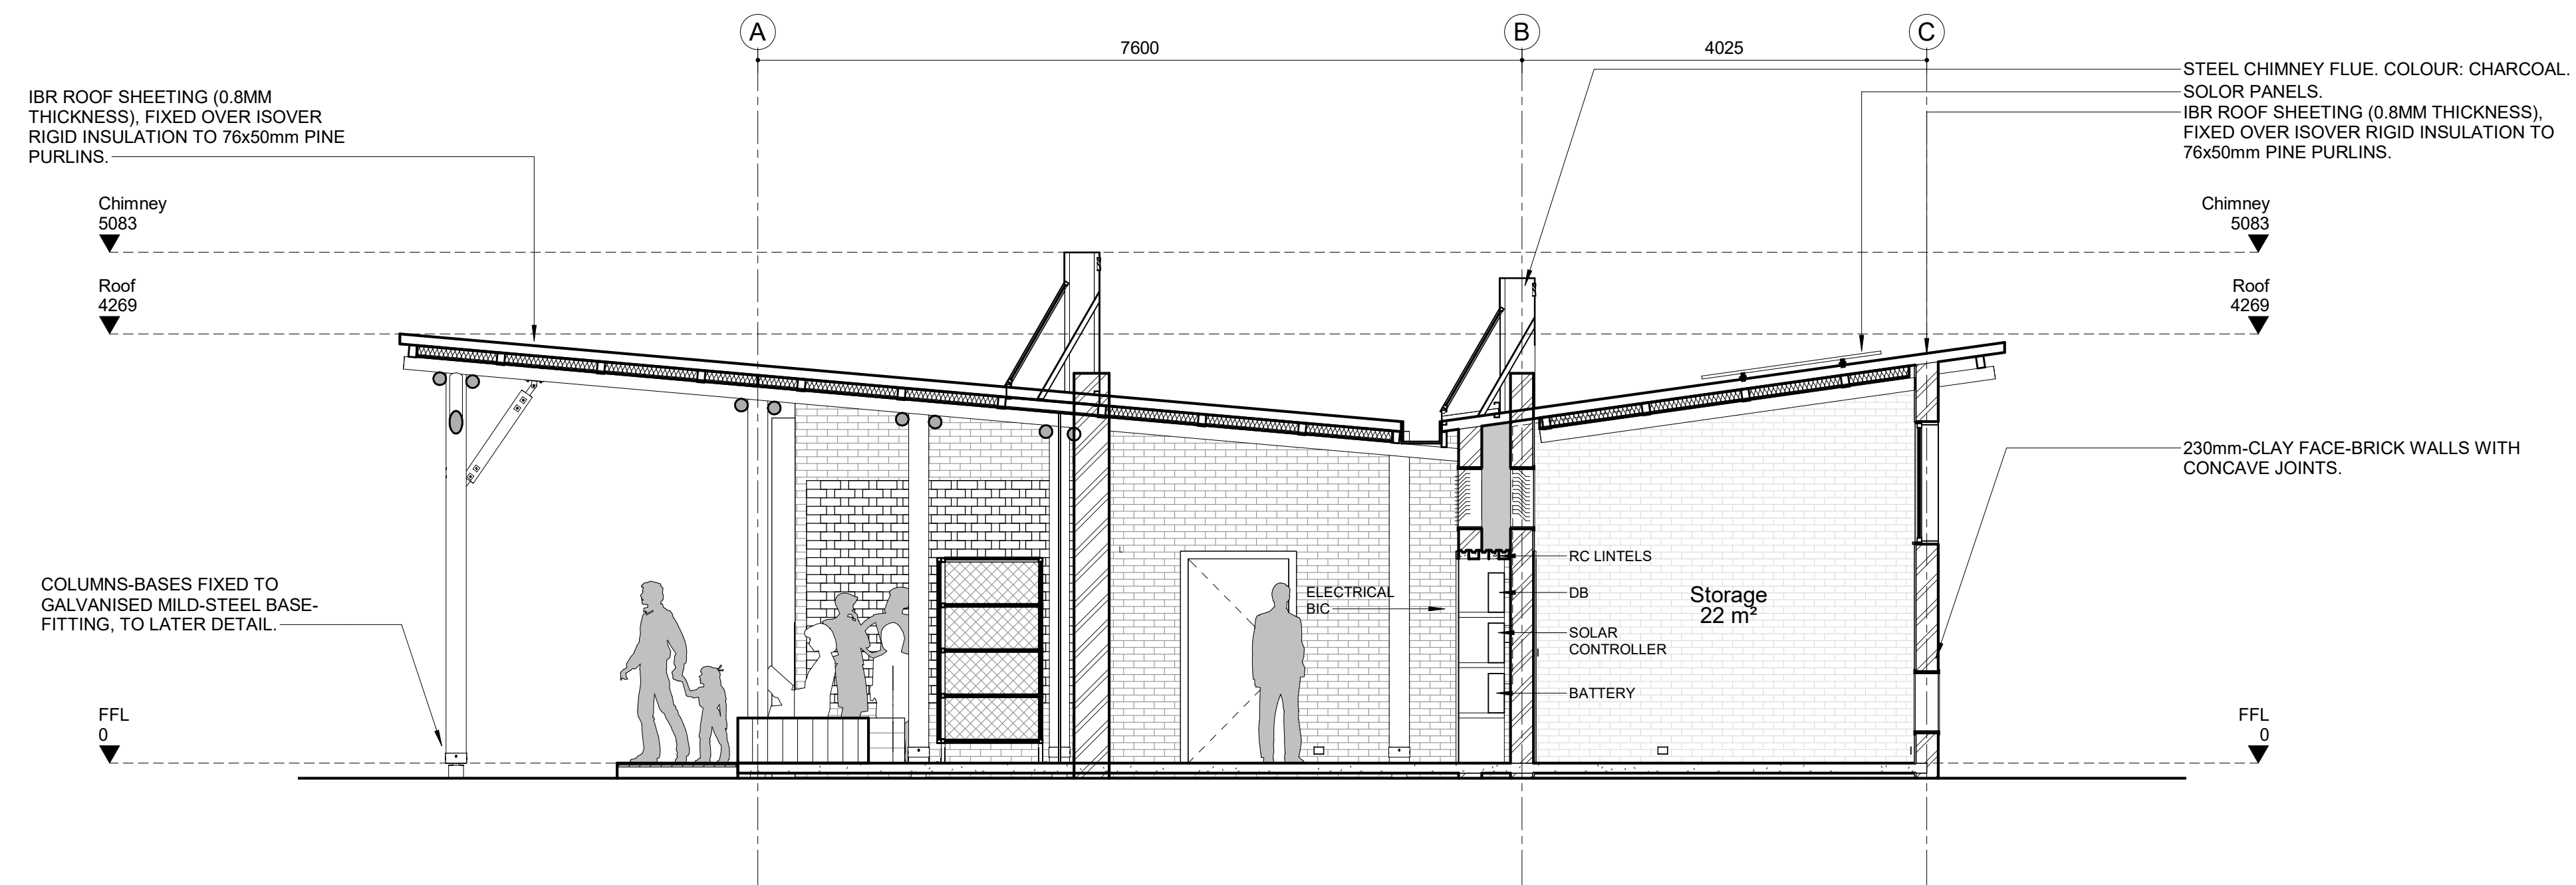 A
B
C
7600
4025
IBR ROOF SHEETING (0.8MM
THICKNESS), FIXED OVER ISOVER
RIGID INSULATION TO 76x50mm PINE
PURLINS.
STEEL CHIMNEY FLUE. COLOUR: CHARCOAL.
SOLOR PANELS.
IBR ROOF SHEETING (0.8MM THICKNESS),
FIXED OVER ISOVER RIGID INSULATION TO
76x50mm PINE PURLINS.
Chimney
5083
Chimney
5083
Roof
4269
Roof
4269
230mm-CLAY FACE-BRICK WALLS WITH
CONCAVE JOINTS.
COLUMNS-BASES FIXED TO
GALVANISED MILD-STEEL BASE-
FITTING, TO LATER DETAIL.
ELECTRICAL
BIC
RC LINTELS
DB
SOLAR
CONTROLLER
BATTERY
Storage
22 m²
FFL
0
FFL
0